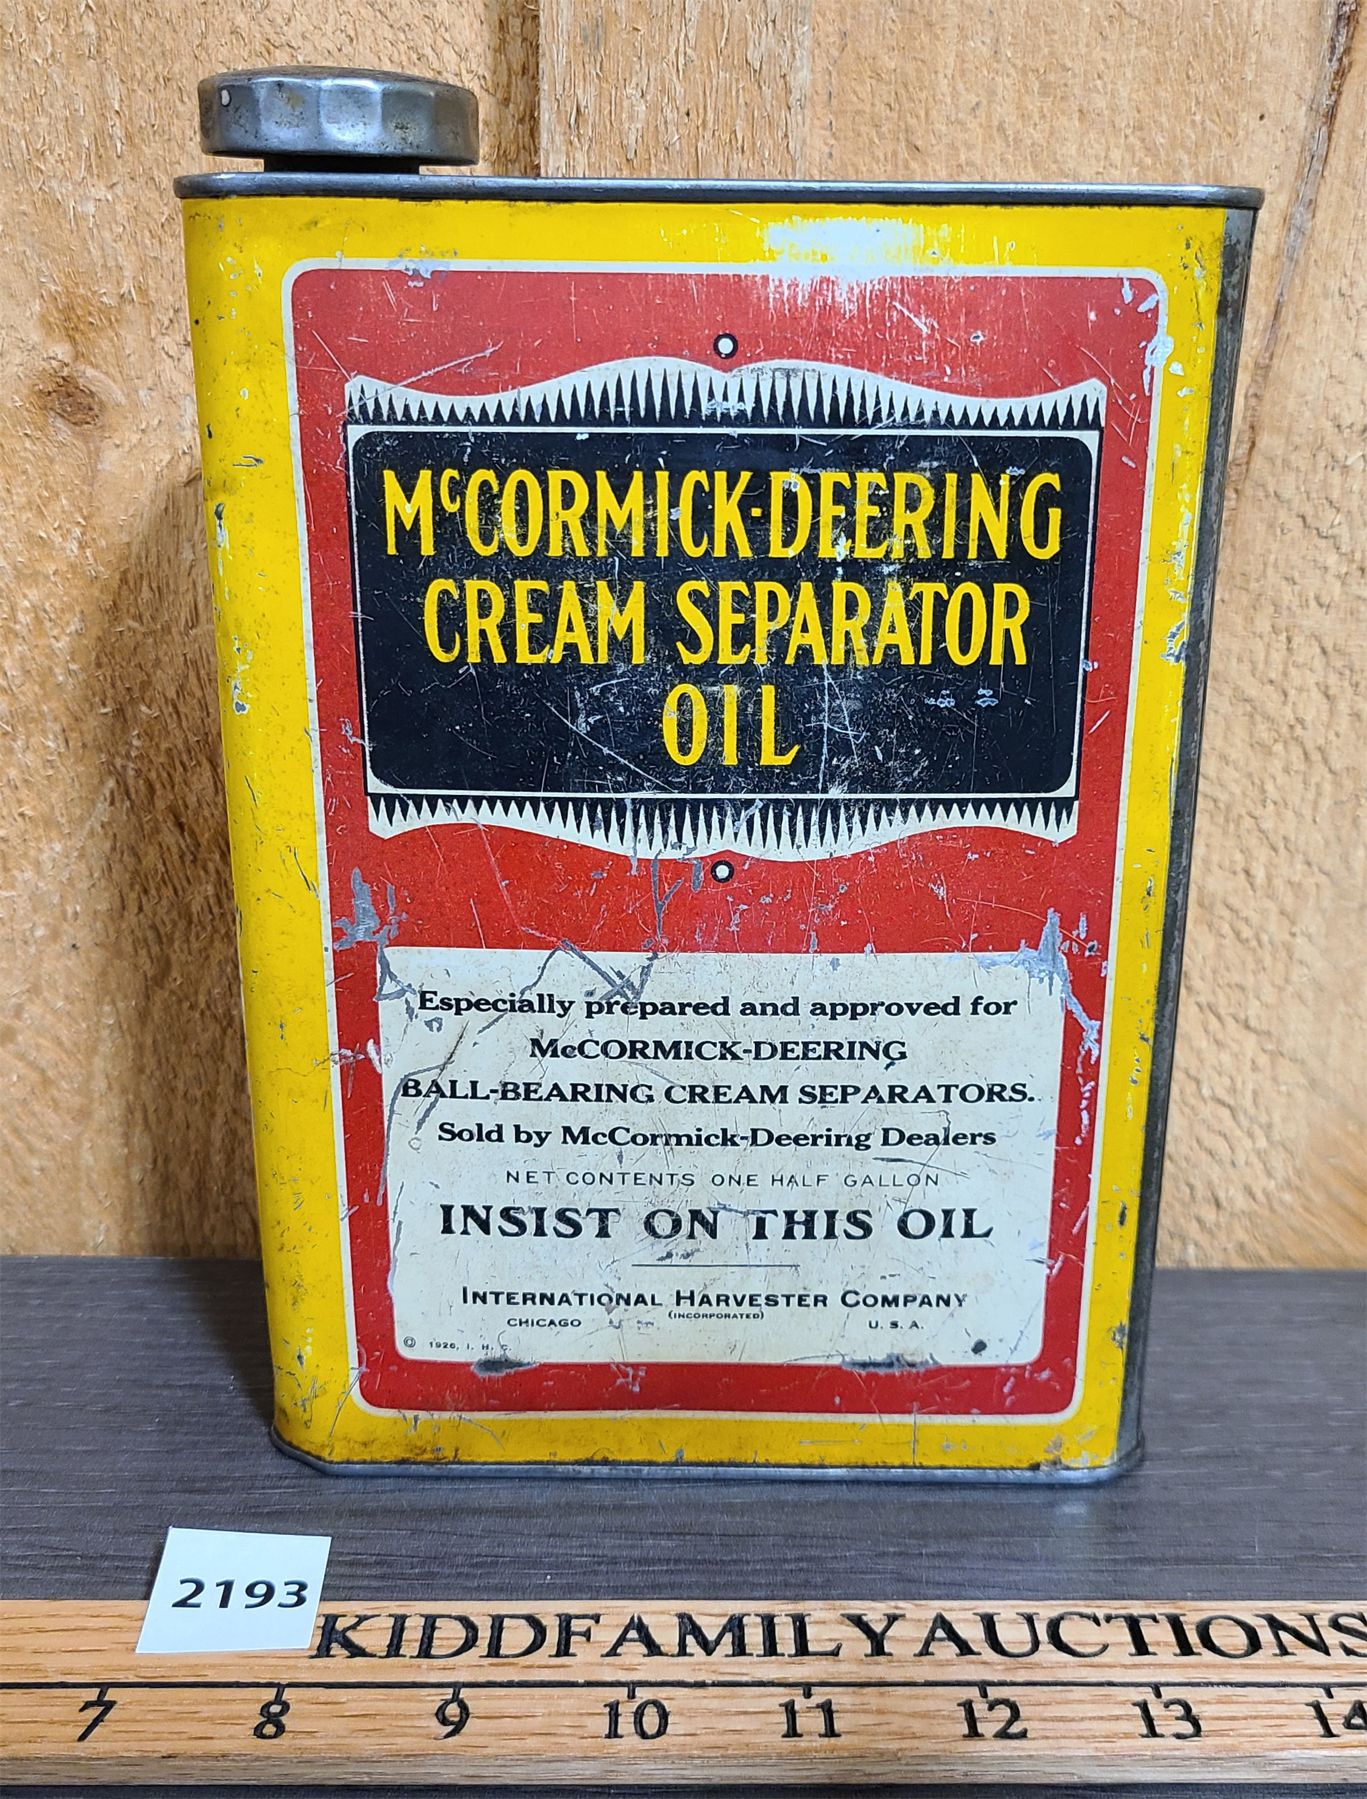 McCORMICK-DEERING
CREAM SEPARATOR
OIL
Especially prepared and approved for
McCORMICK-DEERING
BALL-BEARING CREAM SEPARATORS.
Sold by McCormick-Deering Dealers
NET CONTENTS ONE HALF GALLON
INSIST ON THIS OIL
INTERNATIONAL HARVESTER COMPANY
(INCORPORATED)
CHICAGO U. S. A.
© 1926, I. H. C.
2193
KIDDFAMILYAUCTIONS
7 8 9 10 11 12 13 14